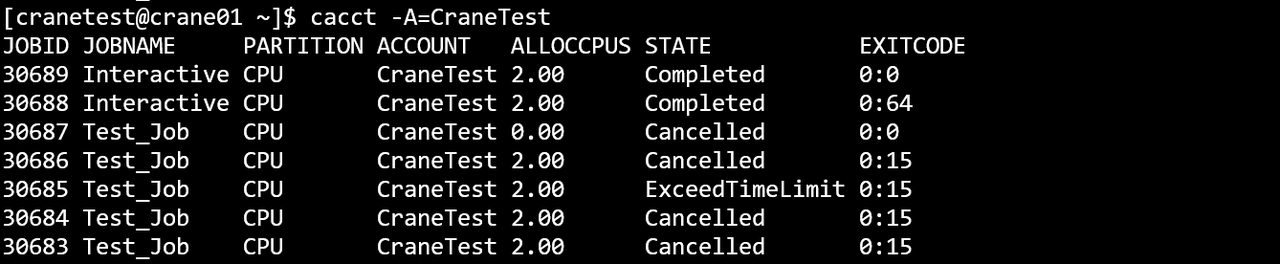 [cranetest@crane01 ~]$ cacct -A=CraneTest
JOBID JOBNAME     PARTITION ACCOUNT   ALLOCCPUS STATE           EXITCODE
30689 Interactive CPU       CraneTest 2.00      Completed       0:0
30688 Interactive CPU       CraneTest 2.00      Completed       0:64
30687 Test_Job    CPU       CraneTest 0.00      Cancelled       0:0
30686 Test_Job    CPU       CraneTest 2.00      Cancelled       0:15
30685 Test_Job    CPU       CraneTest 2.00      ExceedTimeLimit 0:15
30684 Test_Job    CPU       CraneTest 2.00      Cancelled       0:15
30683 Test_Job    CPU       CraneTest 2.00      Cancelled       0:15